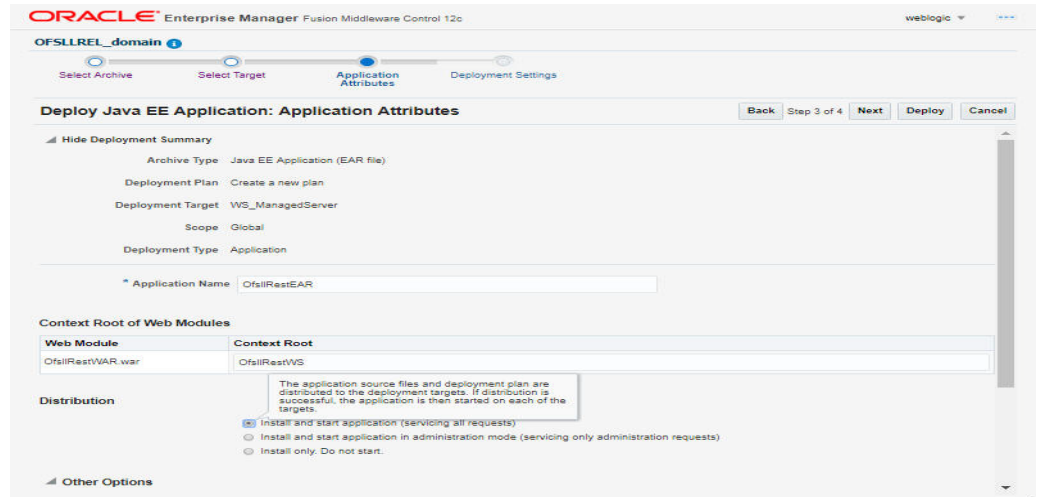 ORACLE® Enterprise Manager Fusion Middleware Control 12c
weblogic
OFSLLREL_domain
Select Archive
Select Target
Application Attributes
Deployment Settings
Deploy Java EE Application: Application Attributes
Back Step 3 of 4 Next Deploy Cancel
Hide Deployment Summary
Archive Type Java EE Application (EAR file)
Deployment Plan Create a new plan
Deployment Target WS_ManagedServer
Scope Global
Deployment Type Application
* Application Name OfsllRestEAR
Context Root of Web Modules
Web Module Context Root
OfsllRestWAR.war OfsllRestWS
The application source files and deployment plan are
distributed to the deployment targets. If distribution is
successful, the application is then started on each of the
targets.
Distribution
Install and start application (servicing all requests)
Install and start application in administration mode (servicing only administration requests)
Install only. Do not start.
Other Options